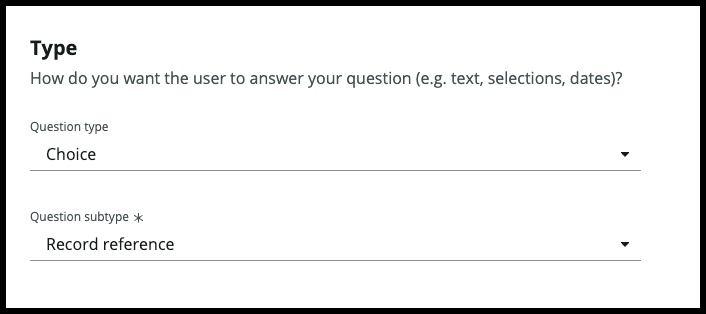 Type
How do you want the user to answer your question (e.g. text, selections, dates)?
Question type
Choice
Question subtype *
Record reference